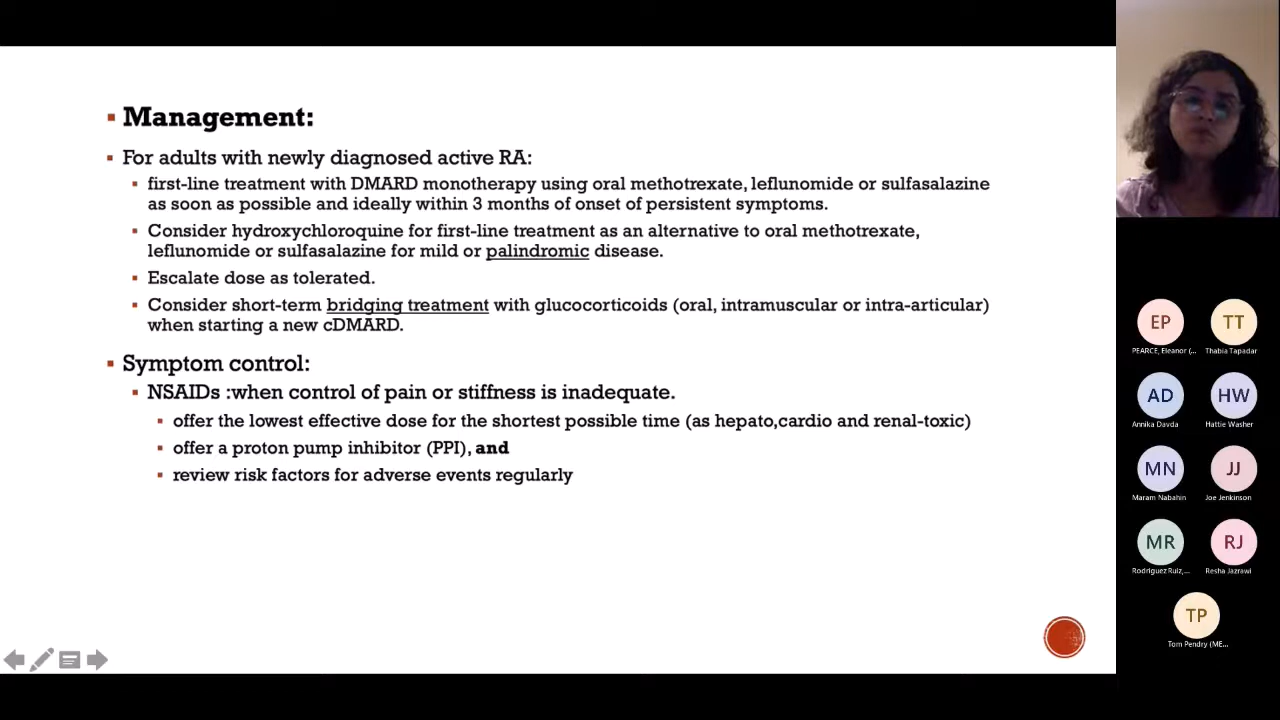 Management:
For adults with newly diagnosed active RA:
first-line treatment with DMARD monotherapy using oral methotrexate, leflunomide or sulfasalazine
as soon as possible and ideally within 3 months of onset of persistent symptoms.
Consider hydroxychloroquine for first-line treatment as an alternative to oral methotrexate,
leflunomide or sulfasalazine for mild or palindromic disease.
Escalate dose as tolerated.
Consider short-term bridging treatment with glucocorticoids (oral, intramuscular or intra-articular)
when starting a new cDMARD.
Symptom control:
NSAIDs :when control of pain or stiffness is inadequate.
offer the lowest effective dose for the shortest possible time (as hepato,cardio and renal-toxic)
offer a proton pump inhibitor (PPI), and
review risk factors for adverse events regularly
EP
TT
PEARCE, Eleanor (...
Thabia Tapadar
AD
HW
Annika Davda
Hattie Washer
MN
JJ
Maram Nabahin
Joe Jenkinson
MR
RJ
Rodriguez Ruiz,...
Resha Jazrawi
TP
Tom Pendry (ME...